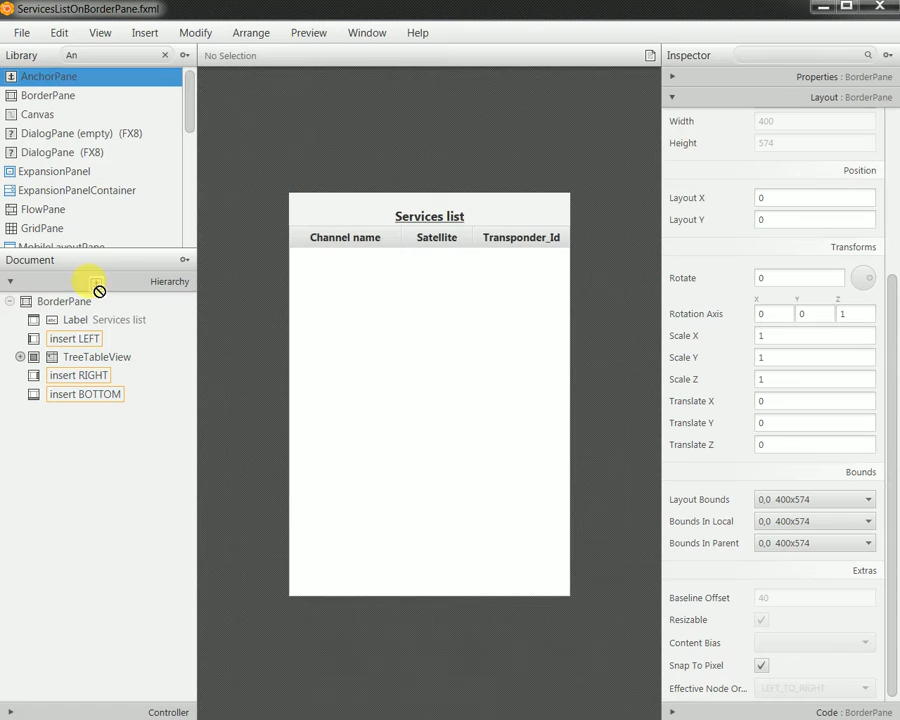 ServicesListOnBorderPane.fxml
File Edit View Insert Modify Arrange Preview Window Help
Library An
No Selection
Inspector
AnchorPane
BorderPane
Canvas
DialogPane (empty) (FX8)
DialogPane (FX8)
ExpansionPanel
ExpansionPanelContainer
FlowPane
GridPane
MobileLayoutPane
Document
Hierarchy
BorderPane
abc Label Services list
insert LEFT
TreeTableView
insert RIGHT
insert BOTTOM
Controller
Services list
Channel name Satellite Transponder_Id
Properties : BorderPane
Layout : BorderPane
Width 400
Height 574
Position
Layout X 0
Layout Y 0
Transforms
Rotate 0
X Y Z
Rotation Axis 0 0 1
Scale X 1
Scale Y 1
Scale Z 1
Translate X 0
Translate Y 0
Translate Z 0
Bounds
Layout Bounds 0,0 400x574
Bounds In Local 0,0 400x574
Bounds In Parent 0,0 400x574
Extras
Baseline Offset 40
Resizable
Content Bias
Snap To Pixel
Effective Node Or... LEFT_TO_RIGHT
Code : BorderPane